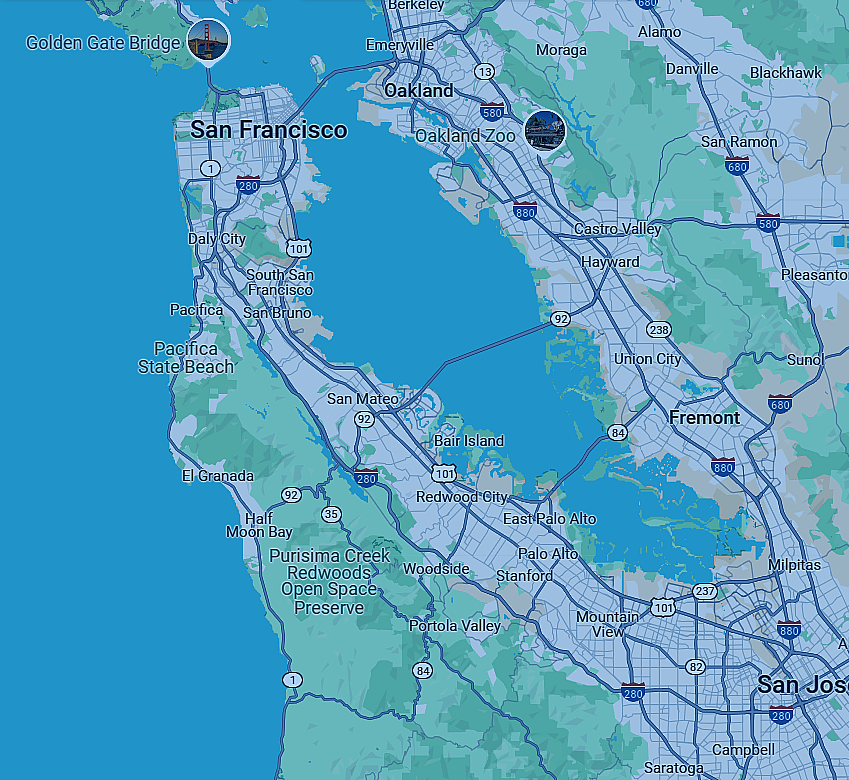 Berkeley
680
Golden Gate Bridge
Emeryville
Moraga
Alamo
Danville
Blackhawk
13
Oakland
580
San Francisco
Oakland Zoo
San Ramon
1
680
280
880
580
Daly City
Castro Valley
101
Hayward
South San
Francisco
Pleasanto
Pacifica
San Bruno
92
238
Pacifica
State Beach
Union City
Sunol
San Mateo
680
92
Fremont
84
Bair Island
880
El Granada
101
280
92
Redwood City
35
Half
Moon Bay
East Palo Alto
Purisima Creek
Redwoods
Open Space
Preserve
Palo Alto
Woodside
Stanford
Milpitas
237
101
Mountain
View
Portola Valley
880
A
84
82
1
San Jos
280
280
Campbell
Saratoga